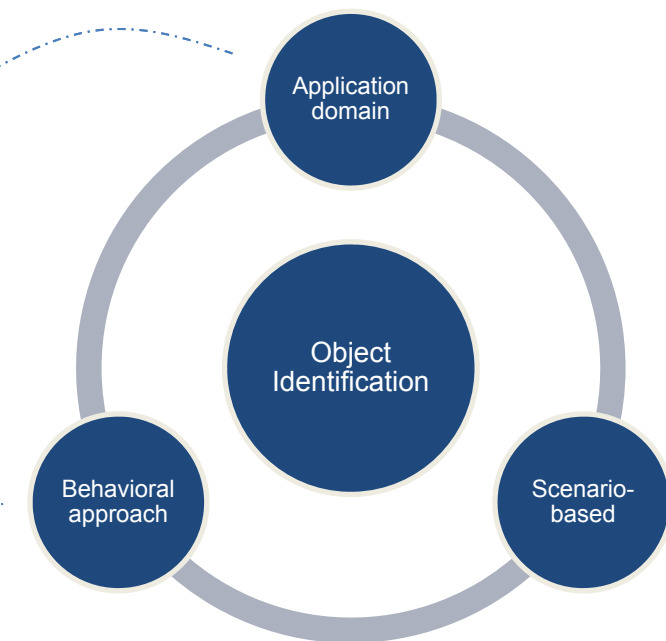 Application
domain
Object
Identification
Behavioral
approach
Scenario-
based